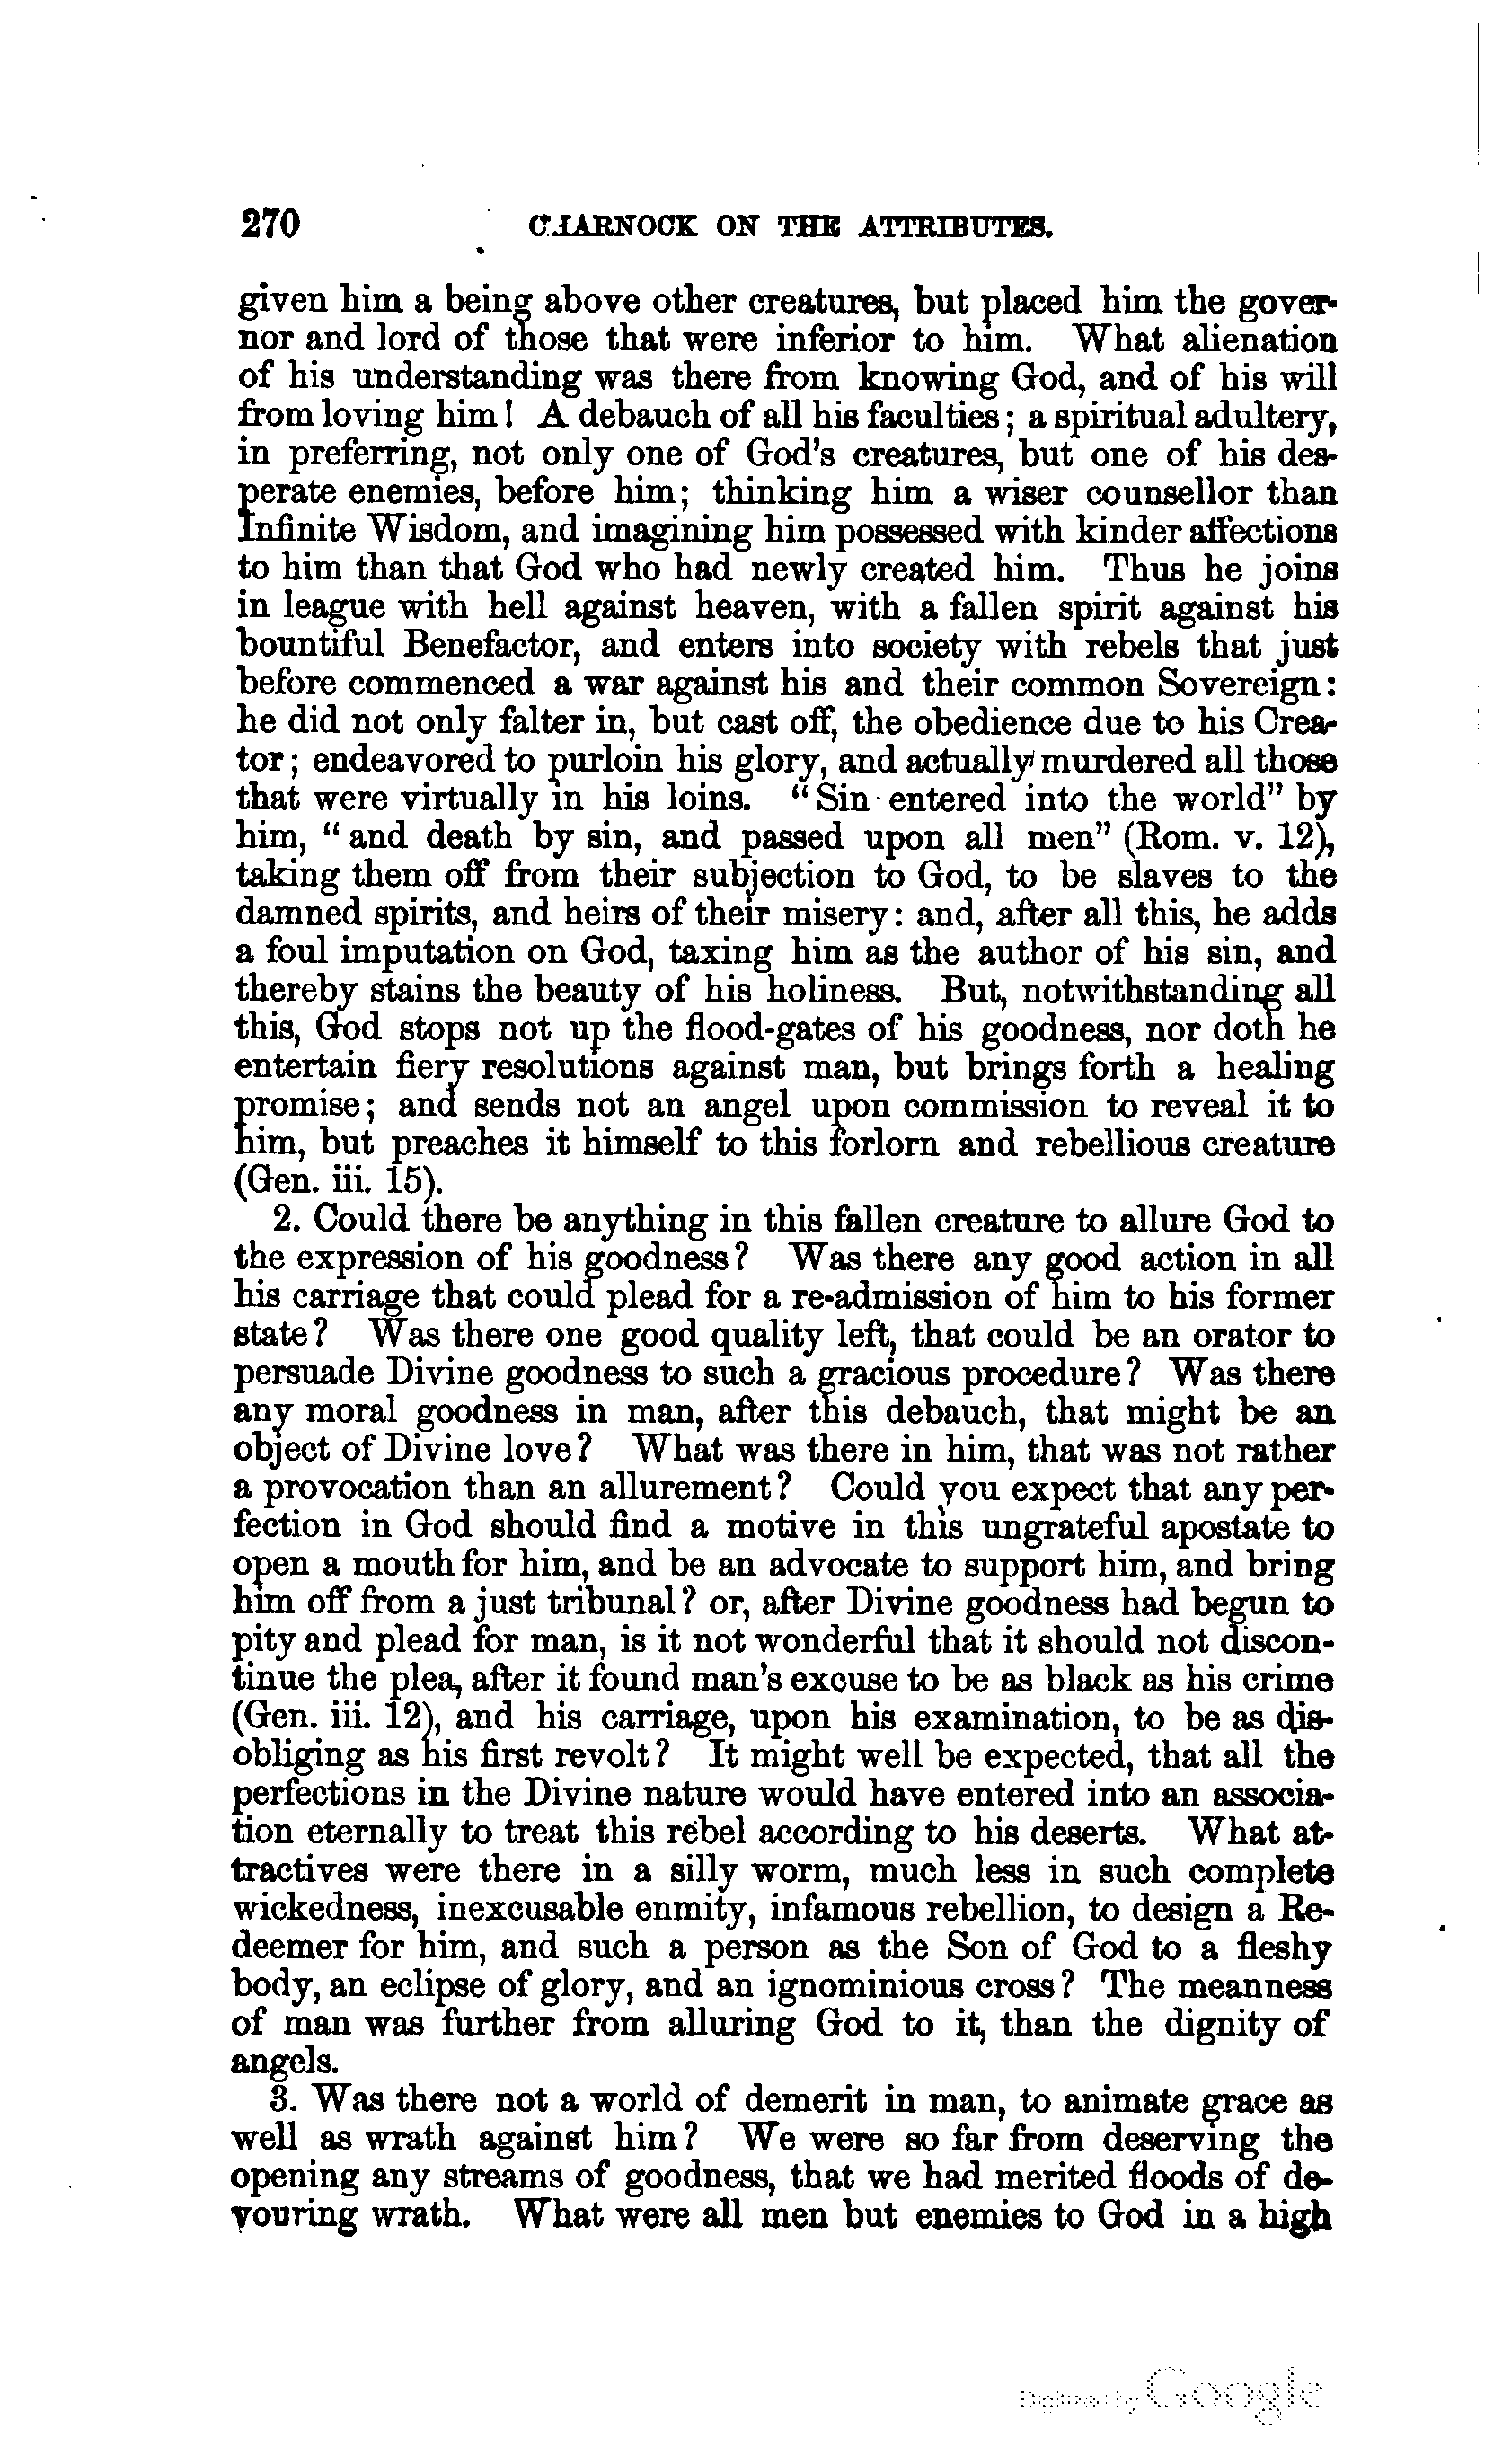 270 CHARNOCK ON THE ATTRIBUTES.
given him a being above other creatures, but placed him the gover-
nor and lord of those that were inferior to him. What alienation
of his understanding was there from knowing God, and of his will
from loving him! A debauch of all his faculties; a spiritual adultery,
in preferring, not only one of God's creatures, but one of his des-
perate enemies, before him; thinking him a wiser counsellor than
Infinite Wisdom, and imagining him possessed with kinder affections
to him than that God who had newly created him. Thus he joins
in league with hell against heaven, with a fallen spirit against his
bountiful Benefactor, and enters into society with rebels that just
before commenced a war against his and their common Sovereign:
he did not only falter in, but cast off, the obedience due to his Crea-
tor; endeavored to purloin his glory, and actually murdered all those
that were virtually in his loins. "Sin entered into the world" by
him, "and death by sin, and passed upon all men" (Rom. v. 12),
taking them off from their subjection to God, to be slaves to the
damned spirits, and heirs of their misery: and, after all this, he adds
a foul imputation on God, taxing him as the author of his sin, and
thereby stains the beauty of his holiness. But, notwithstanding all
this, God stops not up the flood-gates of his goodness, nor doth he
entertain fiery resolutions against man, but brings forth a healing
promise; and sends not an angel upon commission to reveal it to
him, but preaches it himself to this forlorn and rebellious creature
(Gen. iii. 15).
2. Could there be anything in this fallen creature to allure God to
the expression of his goodness? Was there any good action in all
his carriage that could plead for a re-admission of him to his former
state? Was there one good quality left, that could be an orator to
persuade Divine goodness to such a gracious procedure? Was there
any moral goodness in man, after this debauch, that might be an
object of Divine love? What was there in him, that was not rather
a provocation than an allurement? Could you expect that any per-
fection in God should find a motive in this ungrateful apostate to
open a mouth for him, and be an advocate to support him, and bring
him off from a just tribunal? or, after Divine goodness had begun to
pity and plead for man, is it not wonderful that it should not discon-
tinue the plea, after it found man's excuse to be as black as his crime
(Gen. iii. 12), and his carriage, upon his examination, to be as dis-
obliging as his first revolt? It might well be expected, that all the
perfections in the Divine nature would have entered into an associa-
tion eternally to treat this rebel according to his deserts. What at-
tractives were there in a silly worm, much less in such complete
wickedness, inexcusable enmity, infamous rebellion, to design a Re-
deemer for him, and such a person as the Son of God to a fleshy
body, an eclipse of glory, and an ignominious cross? The meanness
of man was further from alluring God to it, than the dignity of
angels.
3. Was there not a world of demerit in man, to animate grace as
well as wrath against him? We were so far from deserving the
opening any streams of goodness, that we had merited floods of de-
vouring wrath. What were all men but enemies to God in a high
Digitized by Google